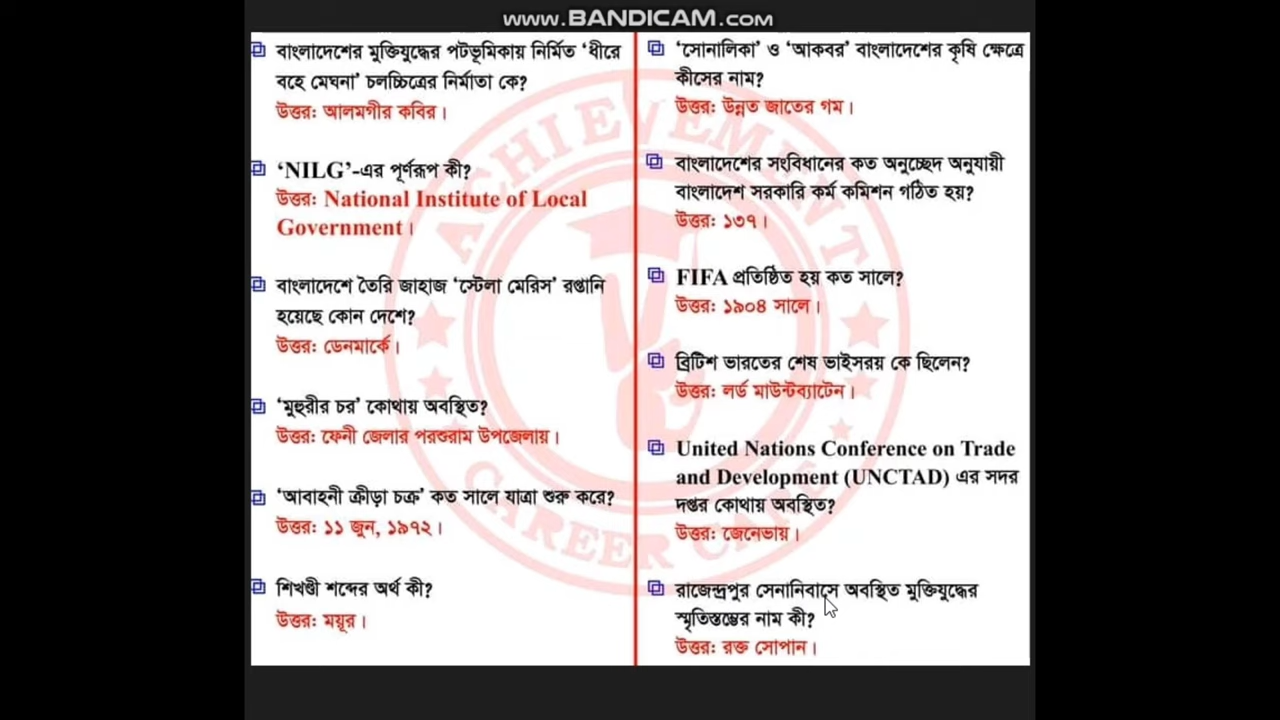 www.BANDICAM.com
বাংলাদেশের মুক্তিযুদ্ধের পটভূমিকায় নির্মিত ‘ধীরে
বহে মেঘনা’ চলচ্চিত্রের নির্মাতা কে?
উত্তর: আলমগীর কবির।
‘NILG’-এর পূর্ণরূপ কী?
উত্তর: National Institute of Local
Government।
বাংলাদেশে তৈরি জাহাজ ‘স্টেলা মেরিস’ রপ্তানি
হয়েছে কোন দেশে?
উত্তর: ডেনমার্কে।
‘মুহুরীর চর’ কোথায় অবস্থিত?
উত্তর: ফেনী জেলার পরশুরাম উপজেলায়।
‘আবাহনী ক্রীড়া চক্র’ কত সালে যাত্রা শুরু করে?
উত্তর: ১১ জুন, ১৯৭২।
শিখণ্ডী শব্দের অর্থ কী?
উত্তর: ময়ূর।
‘সোনালিকা’ ও ‘আকবর’ বাংলাদেশের কৃষি ক্ষেত্রে
কীসের নাম?
উত্তর: উন্নত জাতের গম।
বাংলাদেশের সংবিধানের কত অনুচ্ছেদ অনুযায়ী
বাংলাদেশ সরকারি কর্ম কমিশন গঠিত হয়?
উত্তর: ১৩৭।
FIFA প্রতিষ্ঠিত হয় কত সালে?
উত্তর: ১৯০৪ সালে।
ব্রিটিশ ভারতের শেষ ভাইসরয় কে ছিলেন?
উত্তর: লর্ড মাউন্টব্যাটেন।
United Nations Conference on Trade
and Development (UNCTAD) এর সদর
দপ্তর কোথায় অবস্থিত?
উত্তর: জেনেভায়।
রাজেন্দ্রপুর সেনানিবাসে অবস্থিত মুক্তিযুদ্ধের
স্মৃতিস্তম্ভের নাম কী?
উত্তর: রক্ত সোপান।
ACHIEVEMENT
CAREER CARE